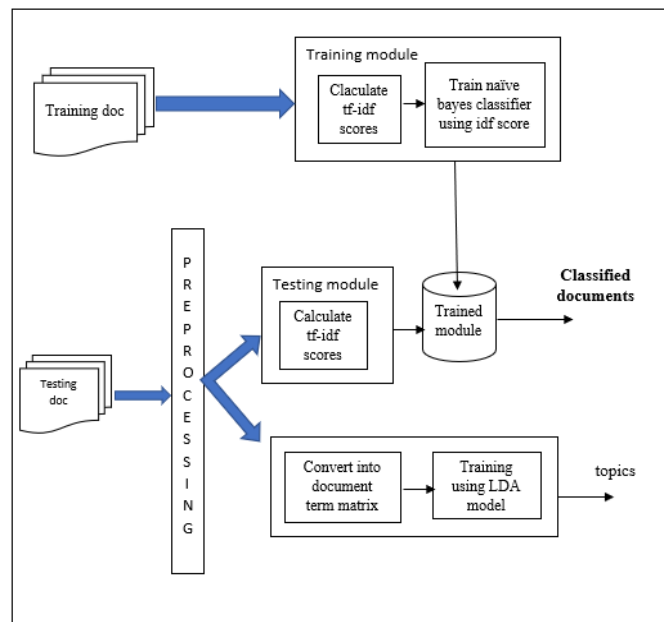 Training doc
Training module
Claculate
tf-idf
scores
Train naïve
bayes classifier
using idf score
P
R
E
P
R
O
C
E
S
S
I
N
G
Testing
doc
Testing module
Calculate
tf-idf
scores
Trained
module
Classified
documents
Convert into
document
term matrix
Training
using LDA
model
topics